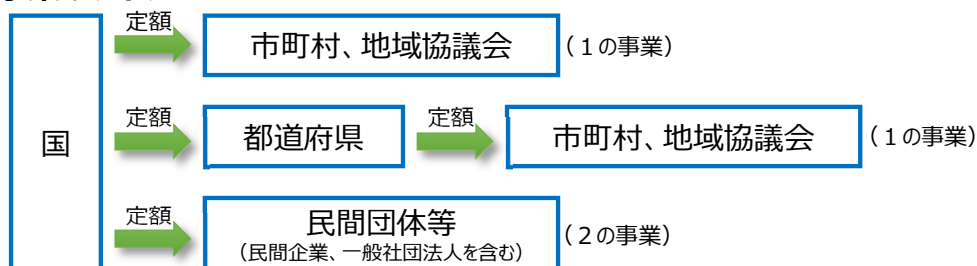 定額
市町村、地域協議会
（１の事業）
国
定額
都道府県
定額
市町村、地域協議会
（１の事業）
定額
民間団体等
（民間企業、一般社団法人を含む）
（２の事業）